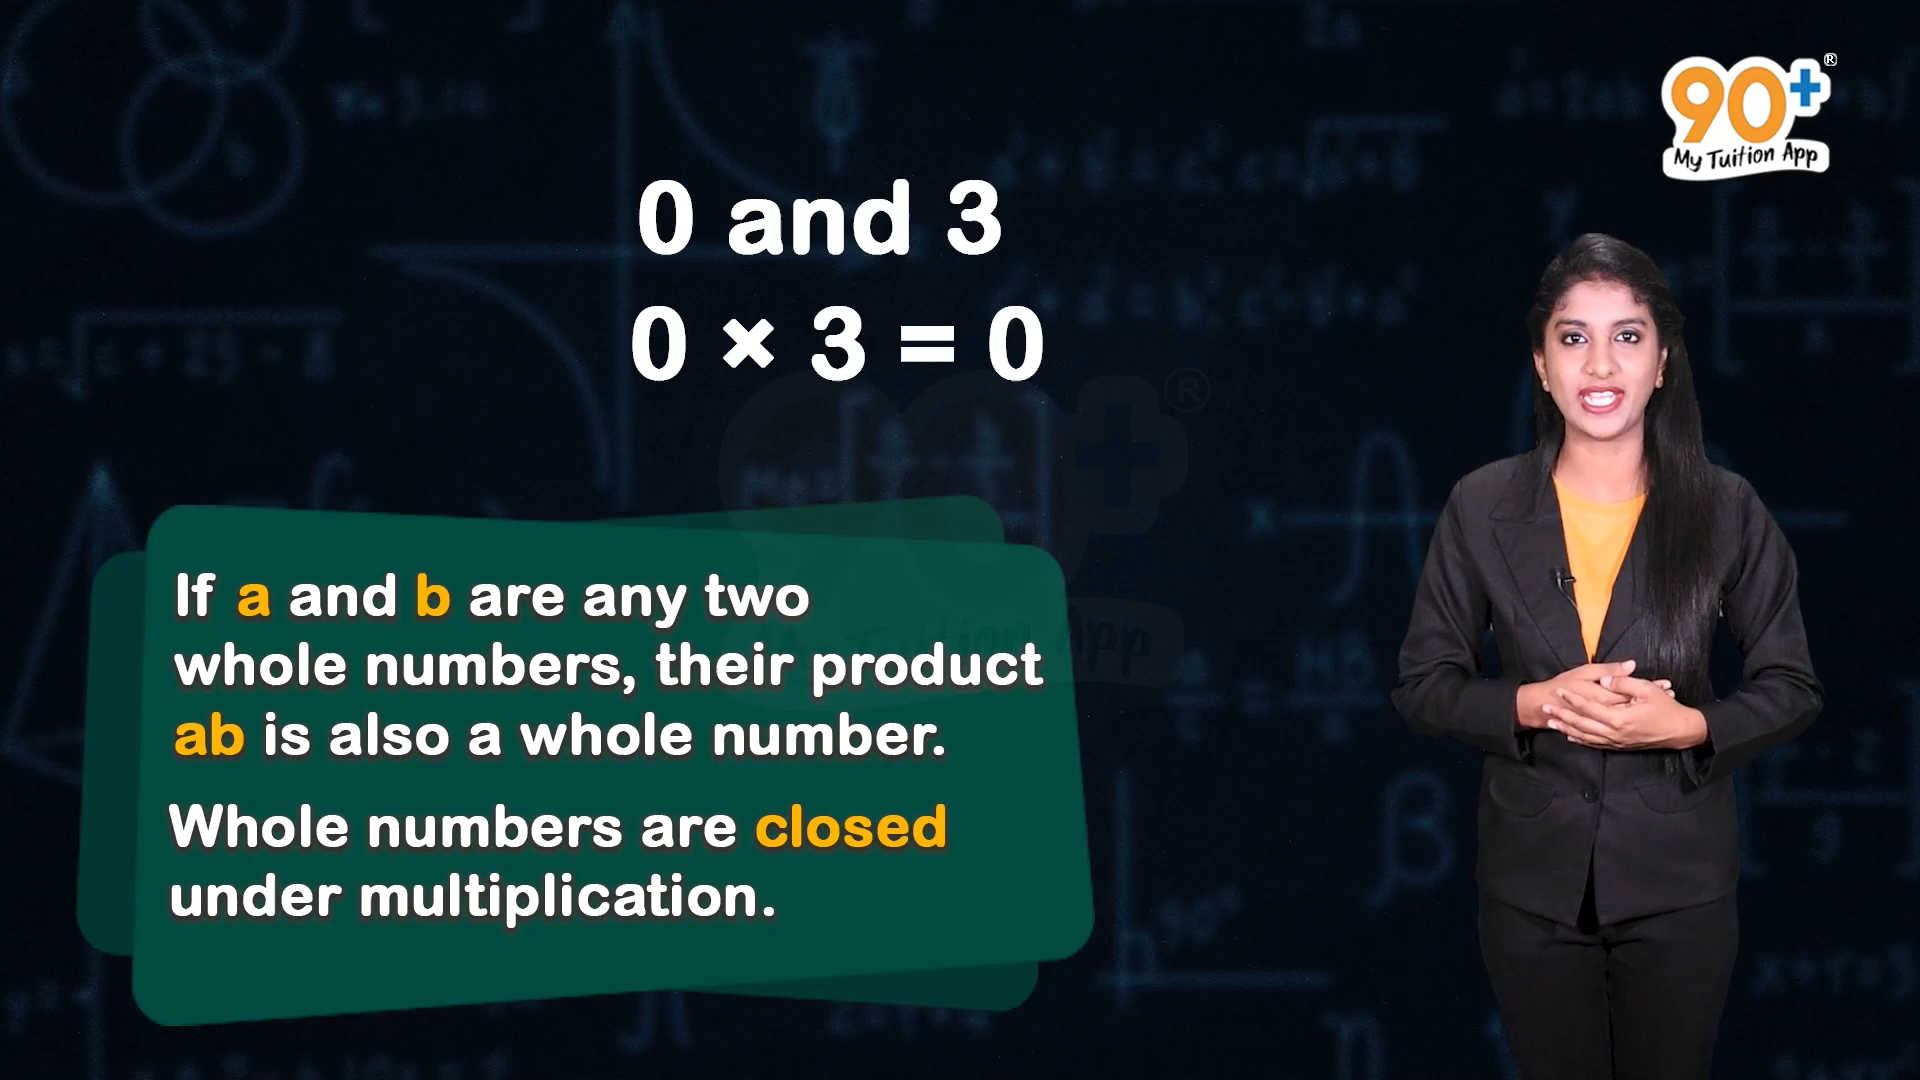 90+®
My Tuition App
0 and 3
0 × 3 = 0
If a and b are any two
whole numbers, their product
ab is also a whole number.
Whole numbers are closed
under multiplication.